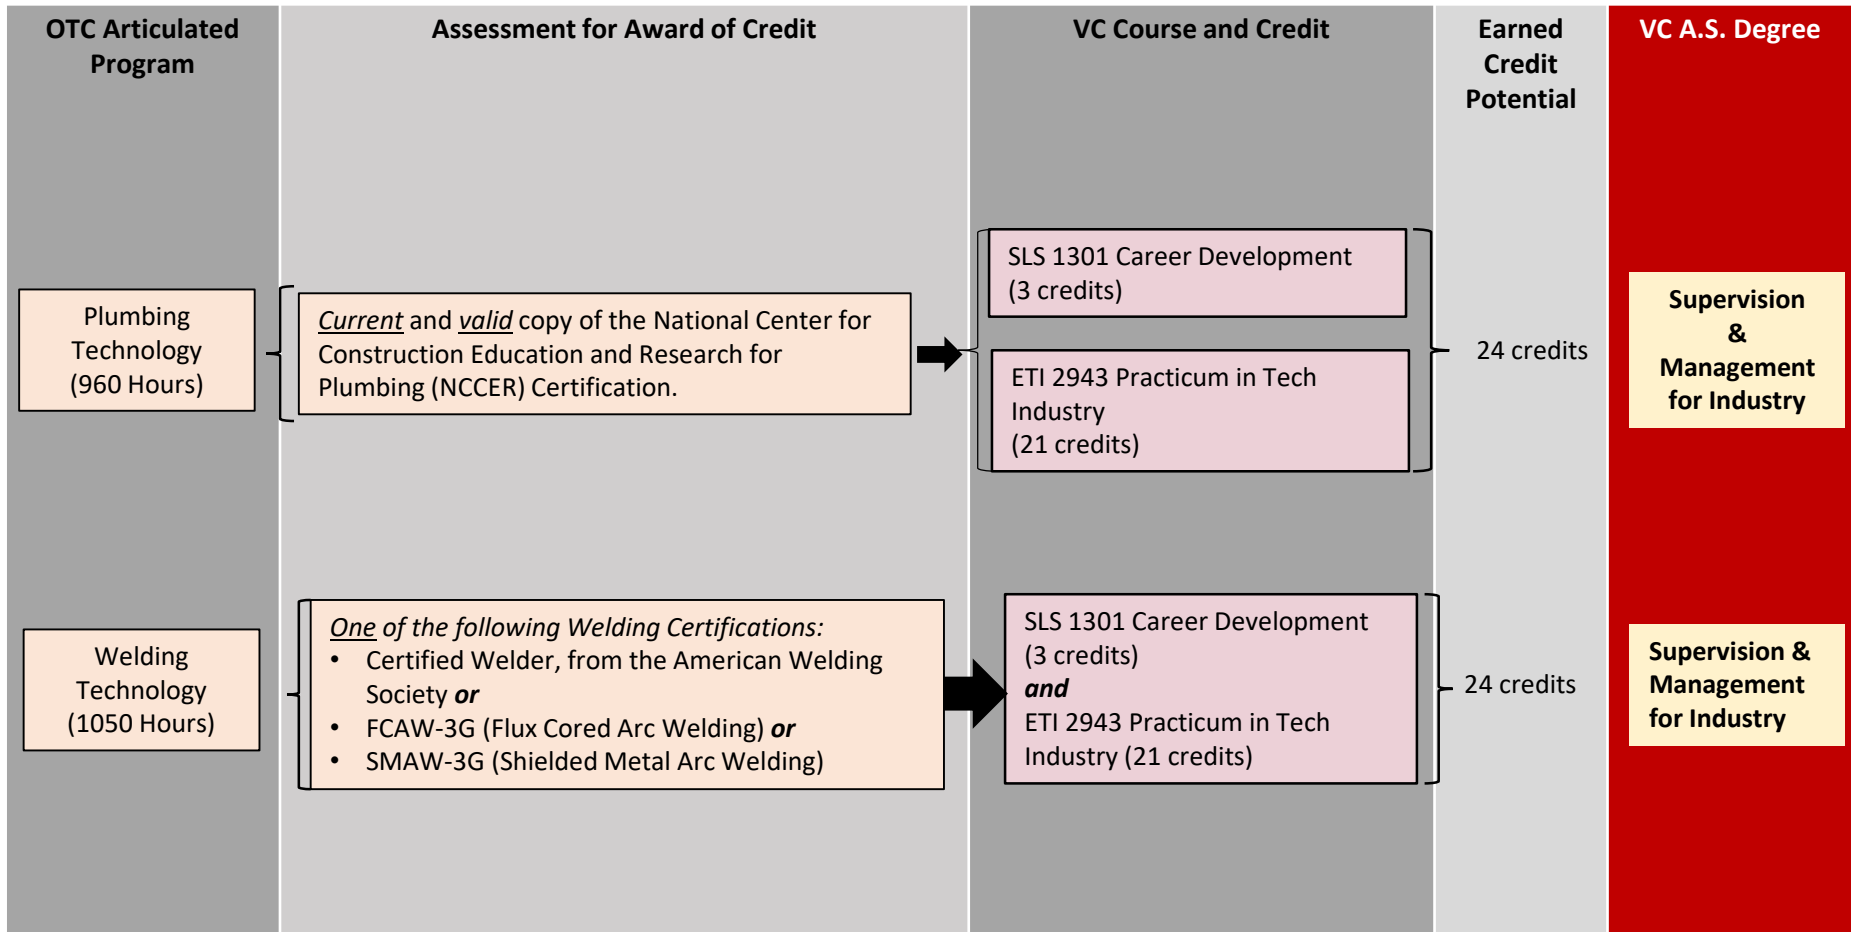 OTC Articulated
Program
Assessment for Award of Credit
VC Course and Credit
Earned
Credit
Potential
VC A.S. Degree
Plumbing
Technology
(960 Hours)
Current and valid copy of the National Center for
Construction Education and Research for
Plumbing (NCCER) Certification.
SLS 1301 Career Development
(3 credits)
ETI 2943 Practicum in Tech
Industry
(21 credits)
24 credits
Supervision
&
Management
for Industry
Welding
Technology
(1050 Hours)
One of the following Welding Certifications:
• Certified Welder, from the American Welding
Society or
• FCAW-3G (Flux Cored Arc Welding) or
• SMAW-3G (Shielded Metal Arc Welding)
SLS 1301 Career Development
(3 credits)
and
ETI 2943 Practicum in Tech
Industry (21 credits)
24 credits
Supervision &
Management
for Industry